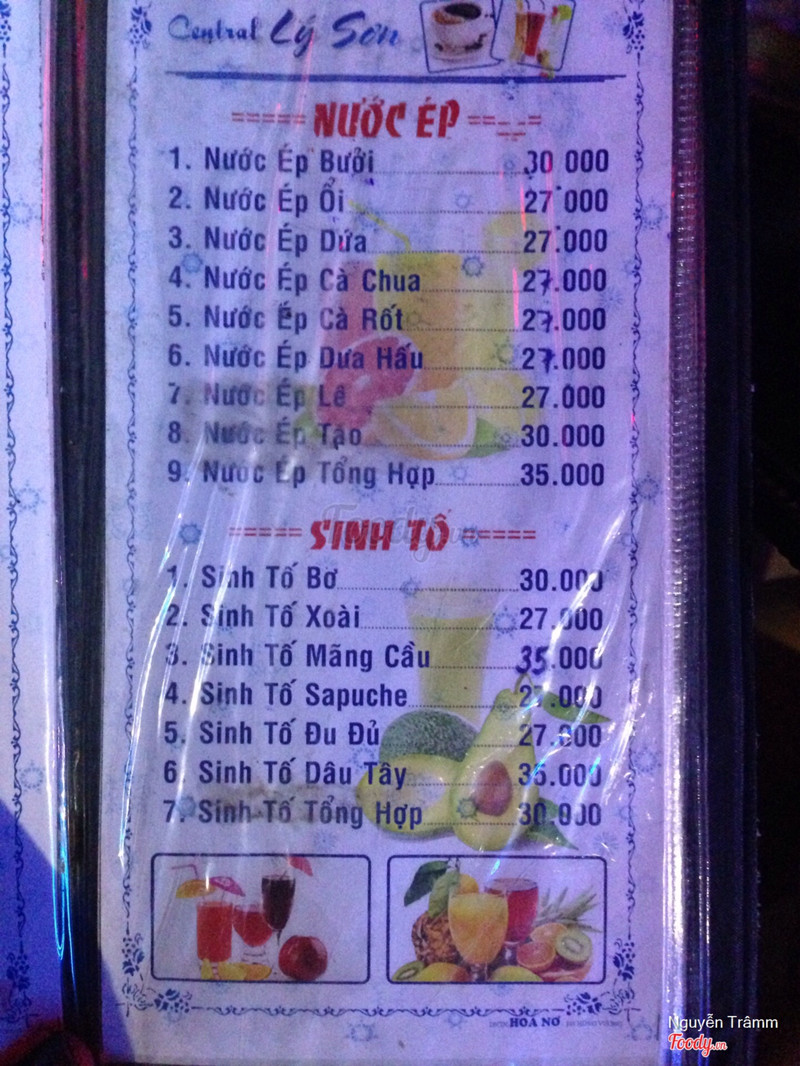 Central Lý Sơn
===== NƯỚC ÉP =====
1. Nước Ép Bưởi 30 000
2. Nước Ép Ổi 27 000
3. Nước Ép Dứa 27.000
4. Nước Ép Cà Chua 27.000
5. Nước Ép Cà Rốt 27.000
6. Nước Ép Dưa Hấu 27.000
7. Nước Ép Lê 27.000
8. Nước Ép Tạo 30.000
9. Nước Ép Tổng Hợp 35.000
Foody.vn
===== SINH TỐ =====
1. Sinh Tố Bơ 30.000
2. Sinh Tố Xoài 27.000
3. Sinh Tố Mãng Cầu 35.000
4. Sinh Tố Sapuche 27.000
5. Sinh Tố Đu Đủ 27.000
6. Sinh Tố Dâu Tây 35.000
7. Sinh Tố Tổng Hợp 30.000
HOA NƠ
Nguyễn Trâmm
Foody.vn